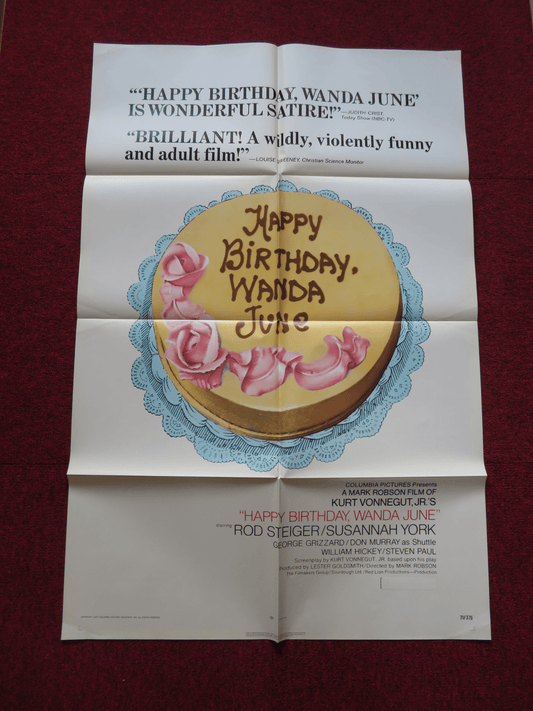 “‘HAPPY BIRTHDAY, WANDA JUNE’
IS WONDERFUL SATIRE!”—JUDITH CRIST,
Today Show (NBC-TV)
“BRILLIANT! A wildly, violently funny
and adult film!”—LOUISE SWEENEY, Christian Science Monitor
HAPPY
BIRTHDAY,
WANDA
JUNE
COLUMBIA PICTURES Presents
A MARK ROBSON FILM OF
KURT VONNEGUT, JR.'S
“HAPPY BIRTHDAY, WANDA JUNE”
starring ROD STEIGER/SUSANNAH YORK
GEORGE GRIZZARD/DON MURRAY as Shuttle
WILLIAM HICKEY/STEVEN PAUL
Screenplay by KURT VONNEGUT, JR. based upon his play
Produced by LESTER GOLDSMITH/Directed by MARK ROBSON